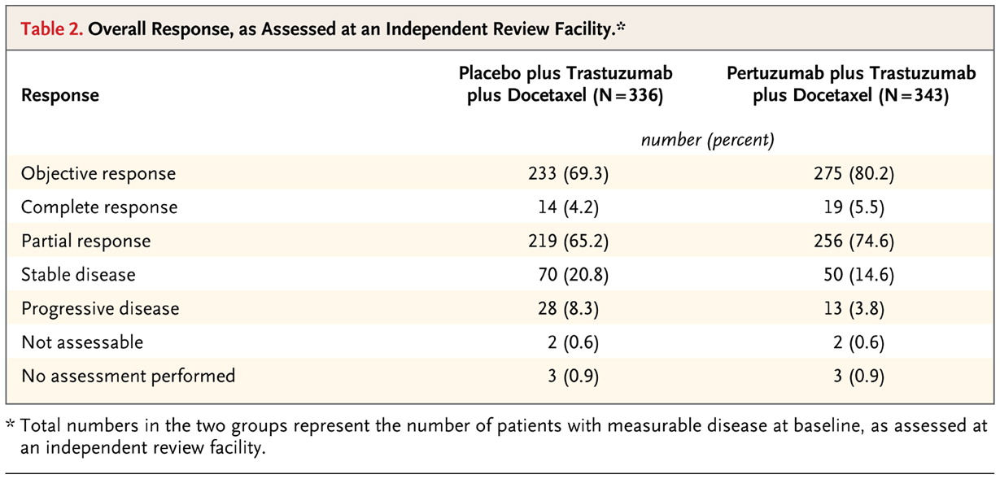 Table 2. Overall Response, as Assessed at an Independent Review Facility.*
Response
Placebo plus Trastuzumab
plus Docetaxel (N=336)
Pertuzumab plus Trastuzumab
plus Docetaxel (N=343)
number (percent)
Objective response 233 (69.3) 275 (80.2)
Complete response 14 (4.2) 19 (5.5)
Partial response 219 (65.2) 256 (74.6)
Stable disease 70 (20.8) 50 (14.6)
Progressive disease 28 (8.3) 13 (3.8)
Not assessable 2 (0.6) 2 (0.6)
No assessment performed 3 (0.9) 3 (0.9)
* Total numbers in the two groups represent the number of patients with measurable disease at baseline, as assessed at
an independent review facility.